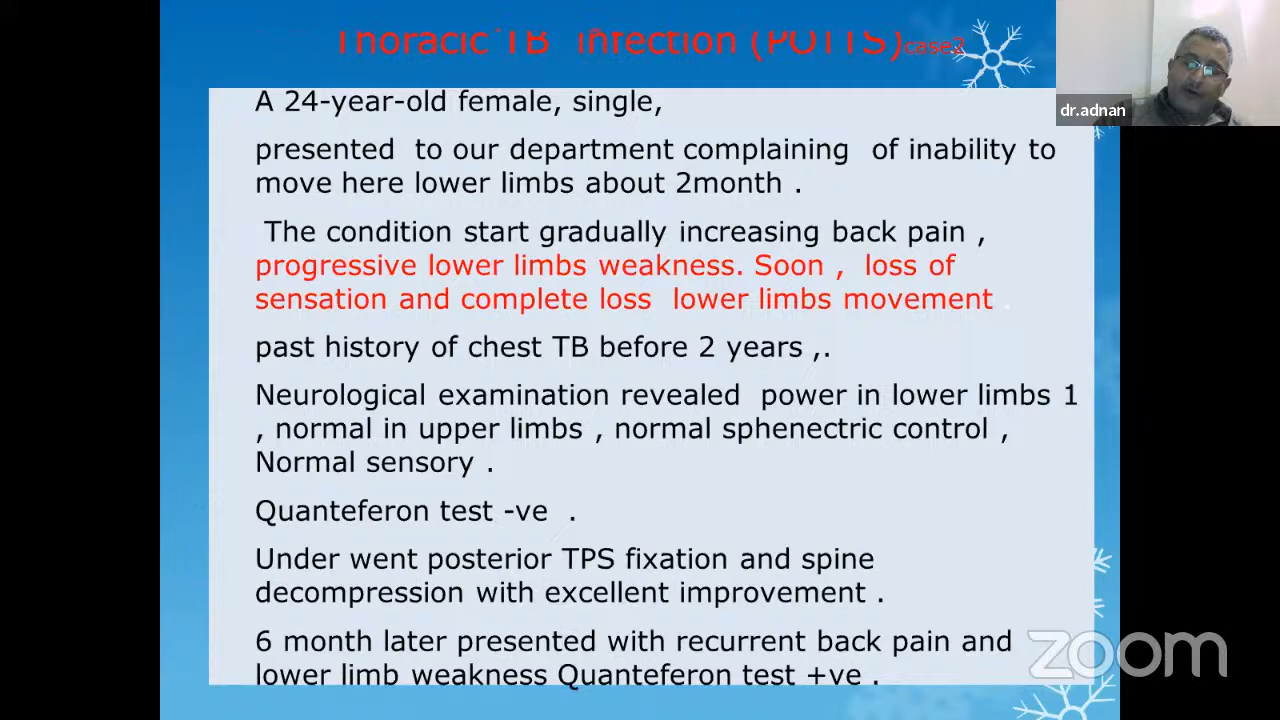 Thoracic TB infection (POTTS)case2
dr.adnan
A 24-year-old female, single,
presented to our department complaining of inability to
move here lower limbs about 2month .
The condition start gradually increasing back pain ,
progressive lower limbs weakness. Soon , loss of
sensation and complete loss lower limbs movement .
past history of chest TB before 2 years ,.
Neurological examination revealed power in lower limbs 1
, normal in upper limbs , normal sphenectric control ,
Normal sensory .
Quanteferon test -ve .
Under went posterior TPS fixation and spine
decompression with excellent improvement .
6 month later presented with recurrent back pain and
lower limb weakness Quanteferon test +ve .
zoom